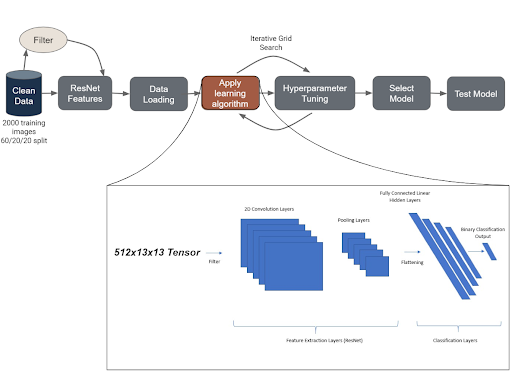 Iterative Grid
Search
Filter
Clean
Data
ResNet
Features
Data
Loading
Apply
learning
algorithm
Hyperparameter
Tuning
Select
Model
Test Model
2000 training
images
60/20/20 split
Fully Connected Linear
Hidden Layers
2D Convolution Layers
Pooling Layers
Binary Classification
Output
512x13x13 Tensor
Filter
Flattening
Feature Extraction Layers (ResNet)
Classification Layers